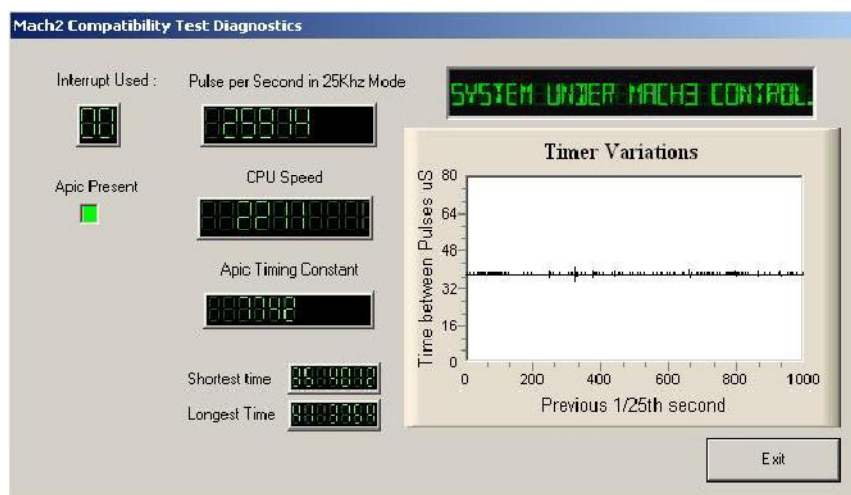 Mach2 Compatibility Test Diagnostics
Interrupt Used :
Pulse per Second in 25Khz Mode
SYSTEM UNDER MACH3 CONTROL.
Timer Variations
Apic Present
CPU Speed
2211
Apic Timing Constant
Shortest time
Longest Time
Time between Pulses uS
80
64
48
32
16
0
0 200 400 600 800 1000
Previous 1/25th second
Exit